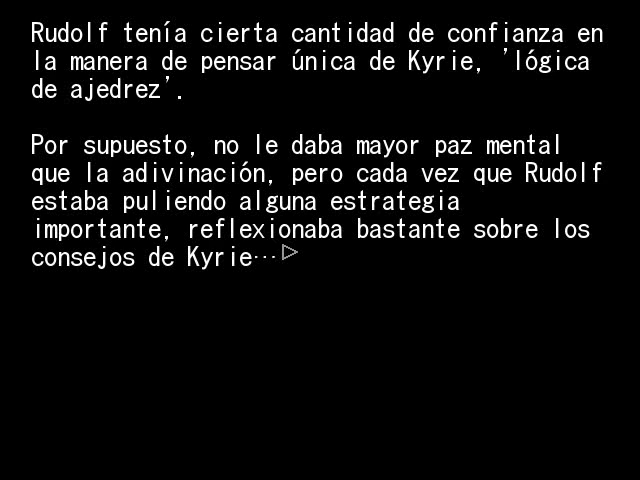 Rudolf tenía cierta cantidad de confianza en
la manera de pensar única de Kyrie, 'lógica
de ajedrez'.
Por supuesto, no le daba mayor paz mental
que la adivinación, pero cada vez que Rudolf
estaba puliendo alguna estrategia
importante, reflexionaba bastante sobre los
consejos de Kyrie…